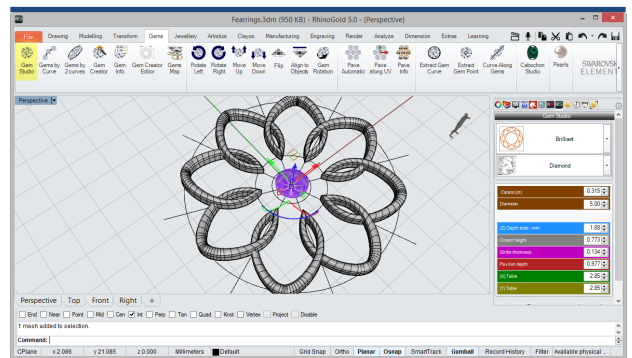 Fearrings.3dm (950 KB) - RhinoGold 5.0 - [Perspective]
File Drawing Modelling Transform Gems Jewellery Artistics Clayoo Manufacturing Engraving Render Analyze Dimension Extras Learning
Gem Studio
Gems by Curve
Gems by 2 curves
Gem Creator
Gem Info
Gem Creator Editor
Gems Map
Rotate Left
Rotate Right
Move Up
Move Down
Flip
Align to Objects
Gem Rotation
Pave Automatic
Pave along UV
Pave Info
Extract Gem Curve
Extract Gem Point
Curve Along Gems
Cabochon Studio
Pearls
SWAROVSK
ELEMENT
Perspective
Gem Studio
Brilliant
Diamond
Carats (ct) 0.315
Diameter 5.00
(Z) Depth total - mm 1.88
Crown height 0.773
Girdle thickness 0.134
Pavilion depth 0.977
(X) Table 2.85
(Y) Table 2.85
Perspective Top Front Right
End Near Point Mid Cen Int Perp Tan Quad Knot Vertex Project Disable
1 mesh added to selection.
Command:
CPlane x 2.085 y 21.085 z 0.000 Millimeters Default Grid Snap Ortho Planar Osnap SmartTrack Gumball Record History Filter Available physical ...